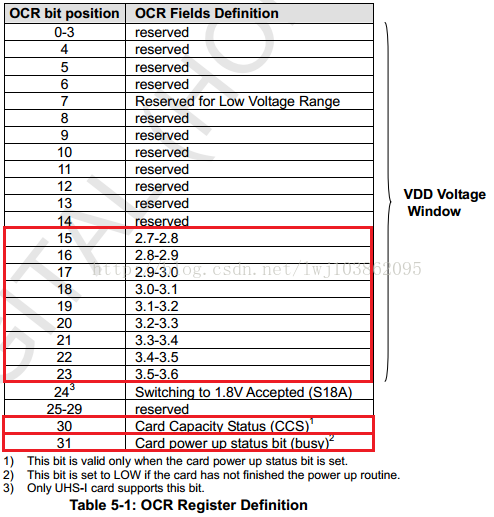 OCR bit position OCR Fields Definition
0-3 reserved
4 reserved
5 reserved
6 reserved
7 Reserved for Low Voltage Range
8 reserved
9 reserved
10 reserved
11 reserved
12 reserved
13 reserved
14 reserved
15 2.7-2.8
16 2.8-2.9
17 2.9-3.0
18 3.0-3.1
19 3.1-3.2
20 3.2-3.3
21 3.3-3.4
22 3.4-3.5
23 3.5-3.6
24³ Switching to 1.8V Accepted (S18A)
25-29 reserved
30 Card Capacity Status (CCS)¹
31 Card power up status bit (busy)²
VDD Voltage
Window
1) This bit is valid only when the card power up status bit is set.
2) This bit is set to LOW if the card has not finished the power up routine.
3) Only UHS-I card supports this bit.
Table 5-1: OCR Register Definition